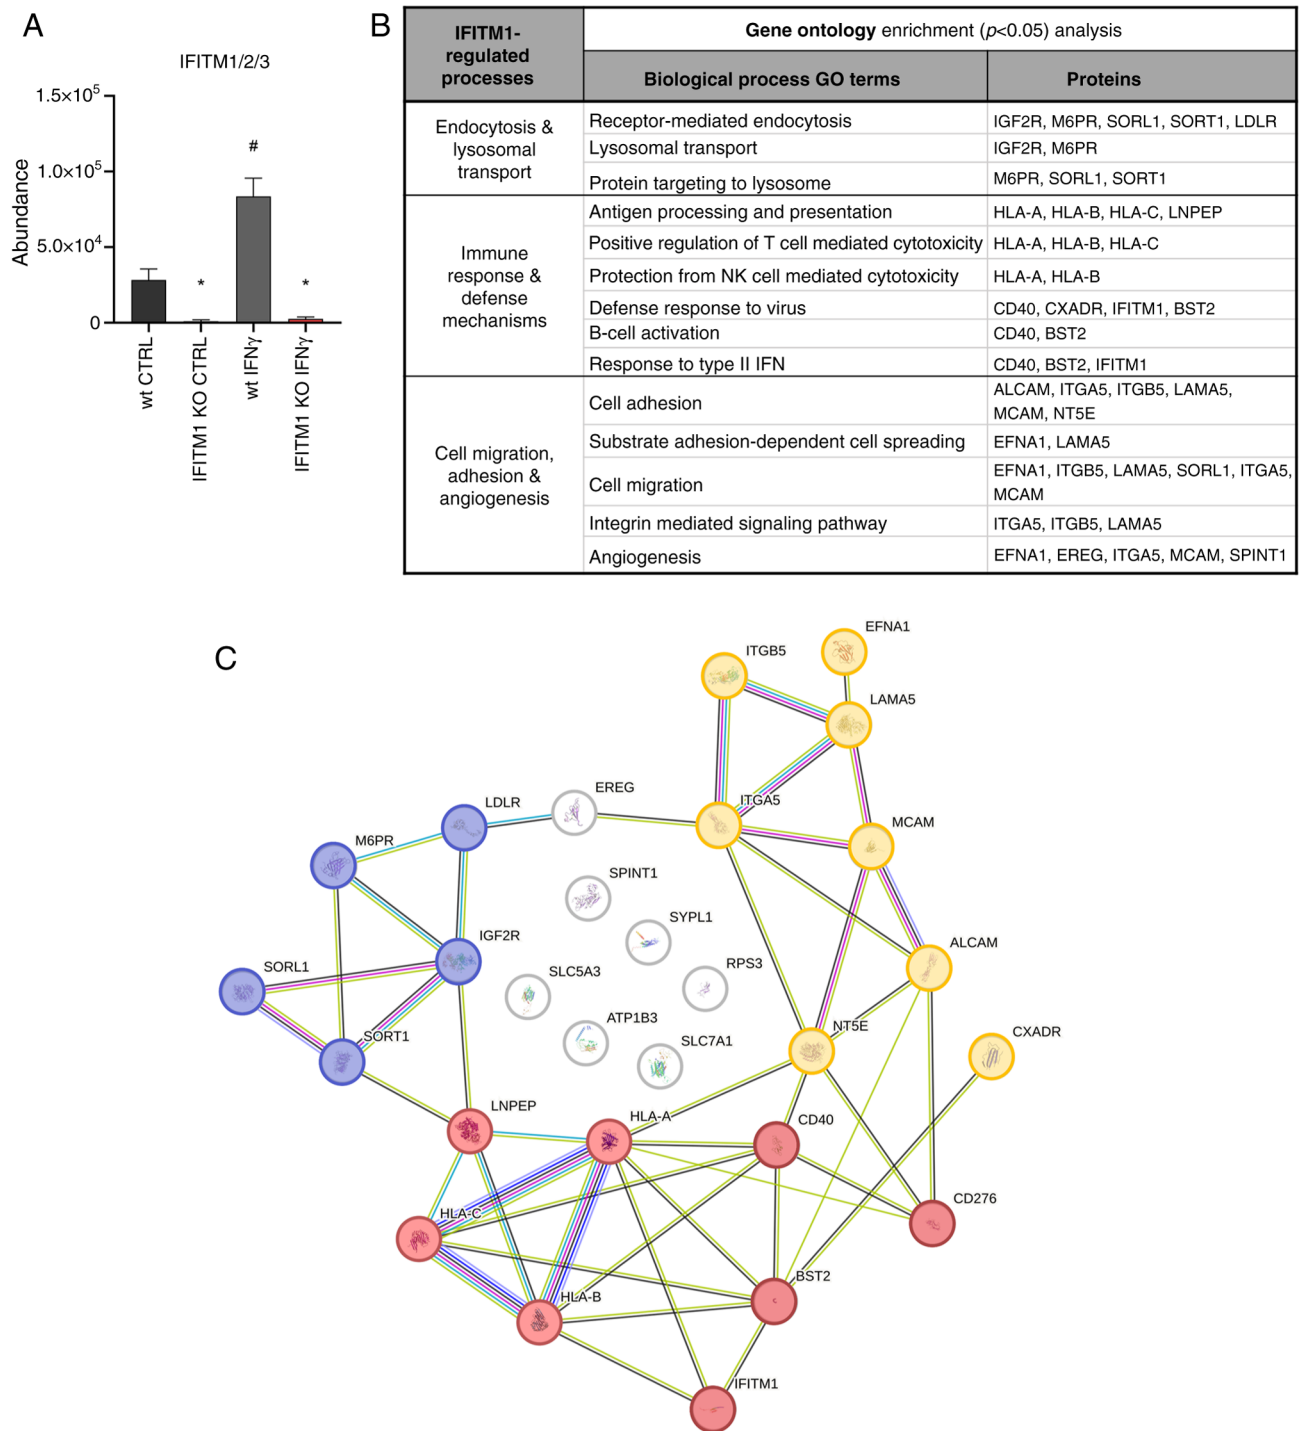 A
IFITM1/2/3
1.5×10⁵
1.0×10⁵
5.0×10⁴
0
Abundance
wt CTRL
IFITM1 KO CTRL
wt IFNγ
IFITM1 KO IFNγ
*
#
*
B
IFITM1-
regulated
processes
Gene ontology enrichment (p<0.05) analysis
Biological process GO terms
Proteins
Endocytosis &
lysosomal
transport
Receptor-mediated endocytosis
IGF2R, M6PR, SORL1, SORT1, LDLR
Lysosomal transport
IGF2R, M6PR
Protein targeting to lysosome
M6PR, SORL1, SORT1
Immune
response &
defense
mechanisms
Antigen processing and presentation
HLA-A, HLA-B, HLA-C, LNPEP
Positive regulation of T cell mediated cytotoxicity
HLA-A, HLA-B, HLA-C
Protection from NK cell mediated cytotoxicity
HLA-A, HLA-B
Defense response to virus
CD40, CXADR, IFITM1, BST2
B-cell activation
CD40, BST2
Response to type II IFN
CD40, BST2, IFITM1
Cell migration,
adhesion &
angiogenesis
Cell adhesion
ALCAM, ITGA5, ITGB5, LAMA5,
MCAM, NT5E
Substrate adhesion-dependent cell spreading
EFNA1, LAMA5
Cell migration
EFNA1, ITGB5, LAMA5, SORL1, ITGA5,
MCAM
Integrin mediated signaling pathway
ITGA5, ITGB5, LAMA5
Angiogenesis
EFNA1, EREG, ITGA5, MCAM, SPINT1
C
EFNA1
ITGB5
LAMA5
EREG
LDLR
ITGA5
MCAM
M6PR
SPINT1
SYPL1
IGF2R
ALCAM
SORL1
SLC5A3
RPS3
ATP1B3
SORT1
SLC7A1
NT5E
CXADR
LNPEP
HLA-A
CD40
CD276
HLA-C
BST2
HLA-B
IFITM1